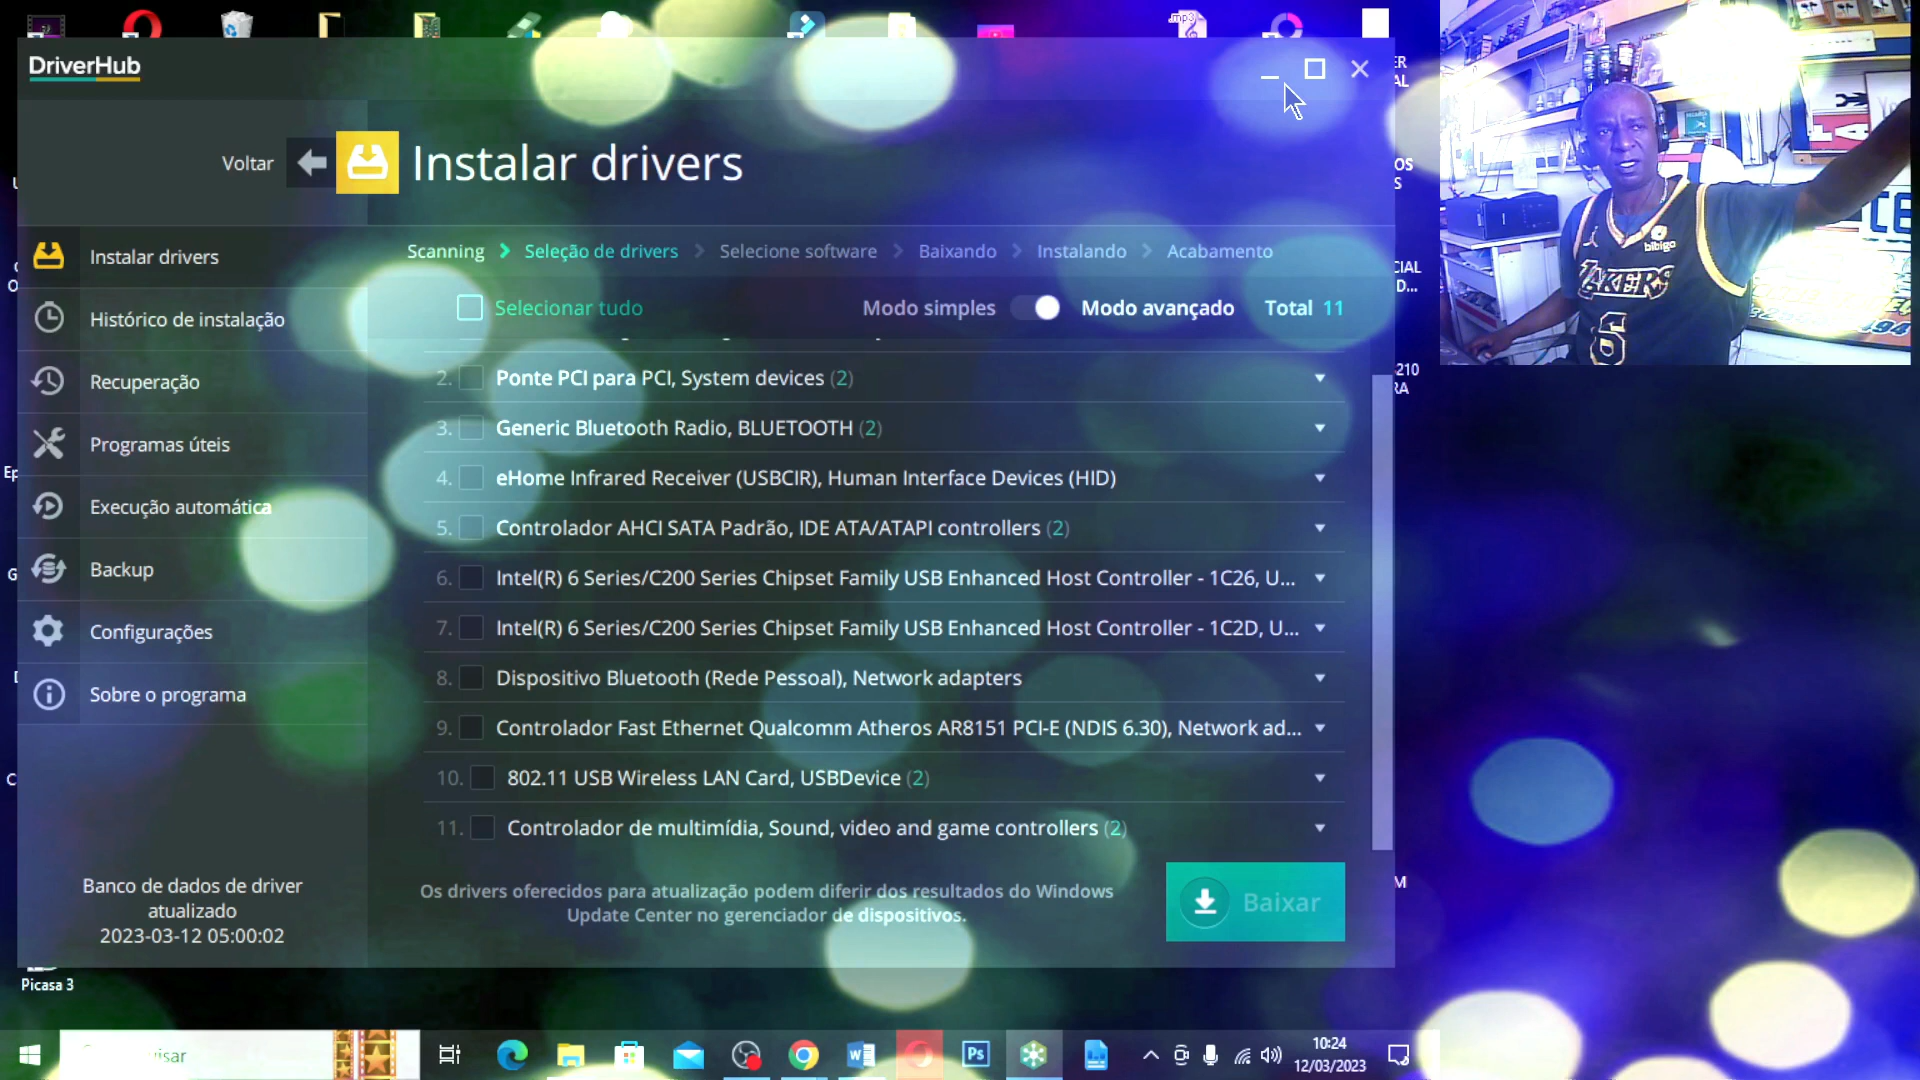 .mp3
DriverHub
Voltar
Instalar drivers
Instalar drivers
Histórico de instalação
Recuperação
Programas úteis
Execução automática
Backup
Configurações
Sobre o programa
Banco de dados de driver
atualizado
2023-03-12 05:00:02
Scanning
Seleção de drivers
Selecione software
Baixando
Instalando
Acabamento
Selecionar tudo
Modo simples
Modo avançado
Total 11
2. Ponte PCI para PCI, System devices (2)
3. Generic Bluetooth Radio, BLUETOOTH (2)
4. eHome Infrared Receiver (USBCIR), Human Interface Devices (HID)
5. Controlador AHCI SATA Padrão, IDE ATA/ATAPI controllers (2)
6. Intel(R) 6 Series/C200 Series Chipset Family USB Enhanced Host Controller - 1C26, U...
7. Intel(R) 6 Series/C200 Series Chipset Family USB Enhanced Host Controller - 1C2D, U...
8. Dispositivo Bluetooth (Rede Pessoal), Network adapters
9. Controlador Fast Ethernet Qualcomm Atheros AR8151 PCI-E (NDIS 6.30), Network ad...
10. 802.11 USB Wireless LAN Card, USBDevice (2)
11. Controlador de multimídia, Sound, video and game controllers (2)
Os drivers oferecidos para atualização podem diferir dos resultados do Windows
Update Center no gerenciador de dispositivos.
Baixar
bibigo
LAKERS
6
Picasa 3
Ps
10:24
12/03/2023